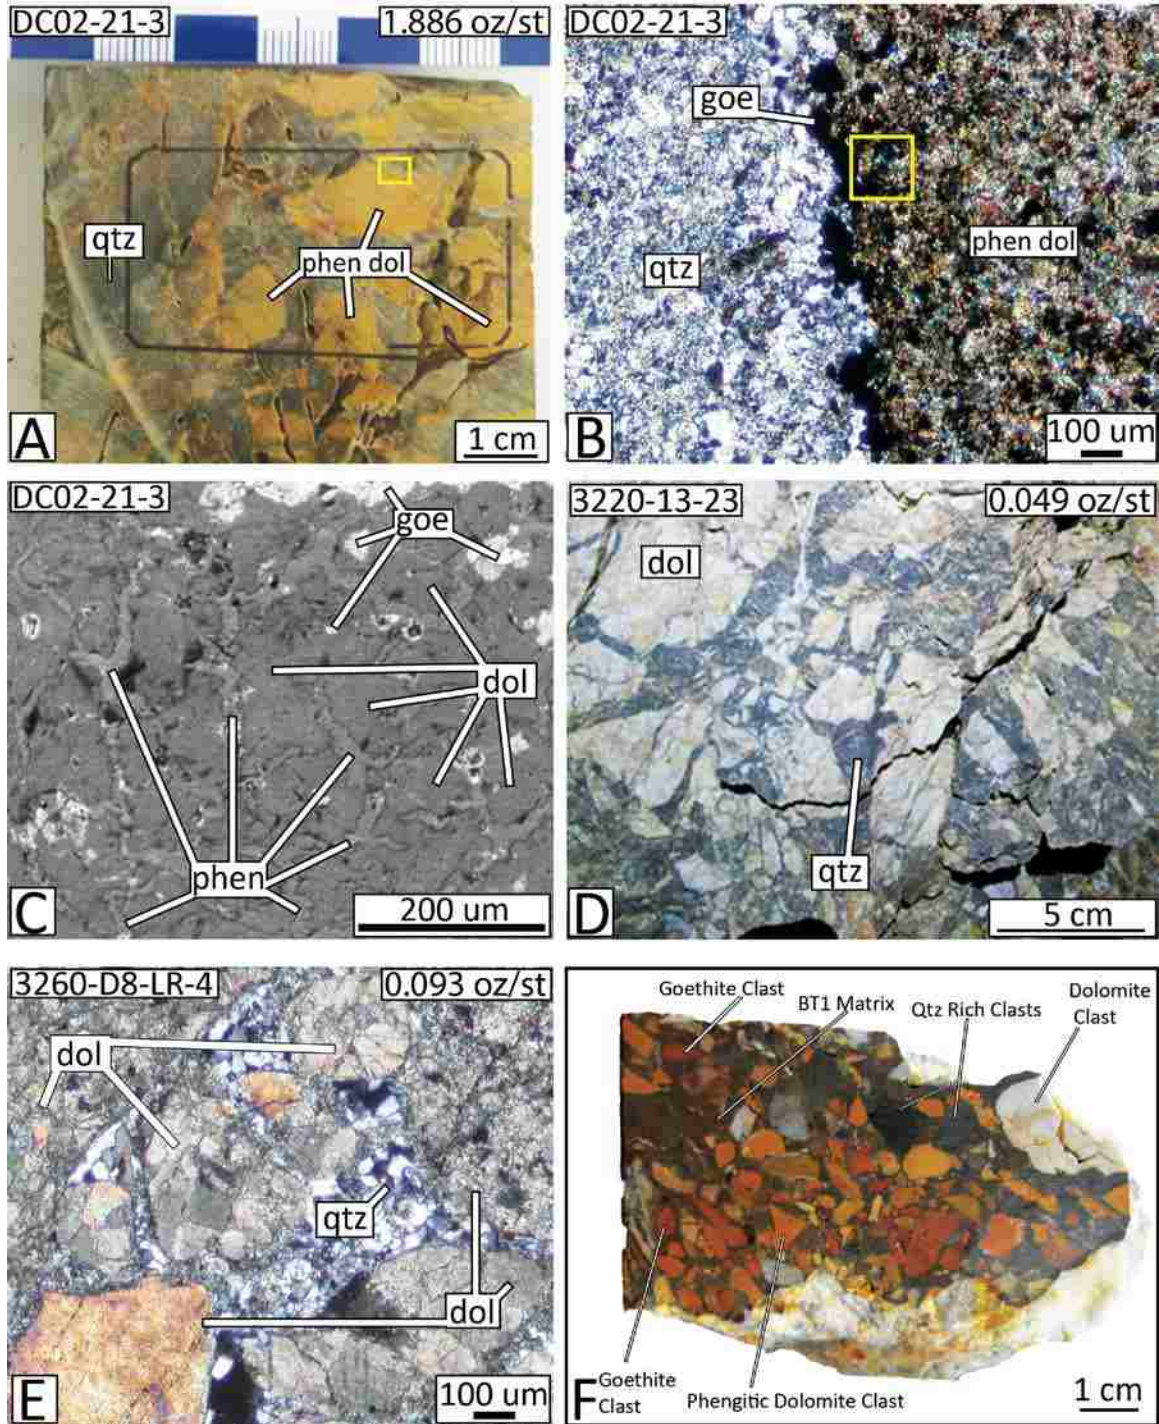 DC02-21-3
1.886 oz/st
qtz
phen dol
A
1 cm
DC02-21-3
goe
qtz
phen dol
B
100 um
DC02-21-3
goe
dol
phen
C
200 um
3220-13-23
0.049 oz/st
dol
qtz
D
5 cm
3260-D8-LR-4
0.093 oz/st
dol
qtz
dol
E
100 um
Goethite Clast
BT1 Matrix
Qtz Rich Clasts
Dolomite
Clast
Goethite
Clast
Phengitic Dolomite Clast
F
1 cm